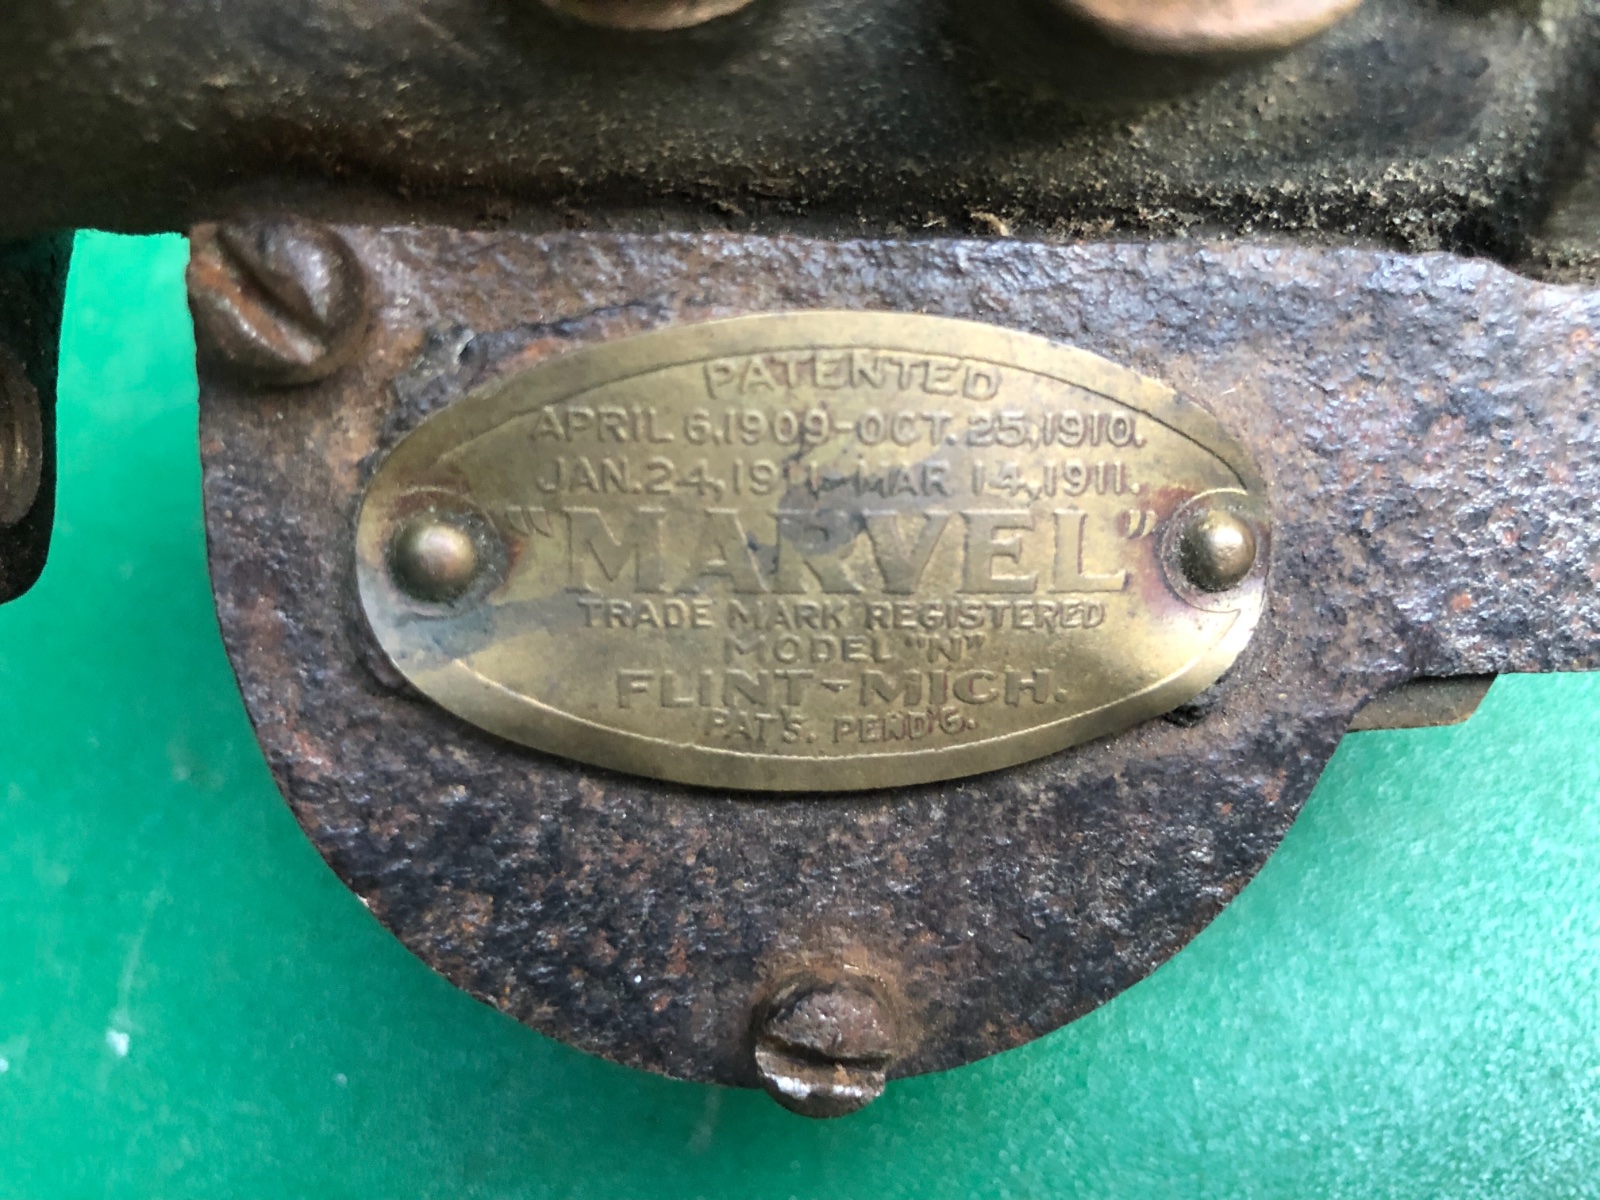 PATENTED
APRIL 6,1909-OCT. 25,1910.
JAN.24,1911-MAR 14,1911.
"MARVEL"
TRADE MARK REGISTERED
MODEL "N"
FLINT-MICH.
PAT'S. PEND'G.